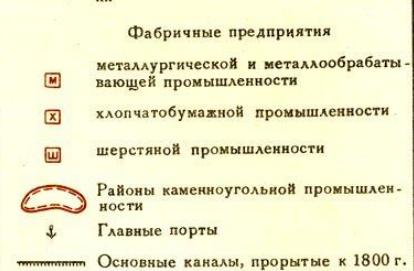 Фабричные предприятия
металлургической и металлообрабаты-
м вающей промышленности
х хлопчатобумажной промышленности
ш шерстяной промышленности
Районы каменноугольной промышлен-
ности
Главные порты
Основные каналы, прорытые к 1800 г.